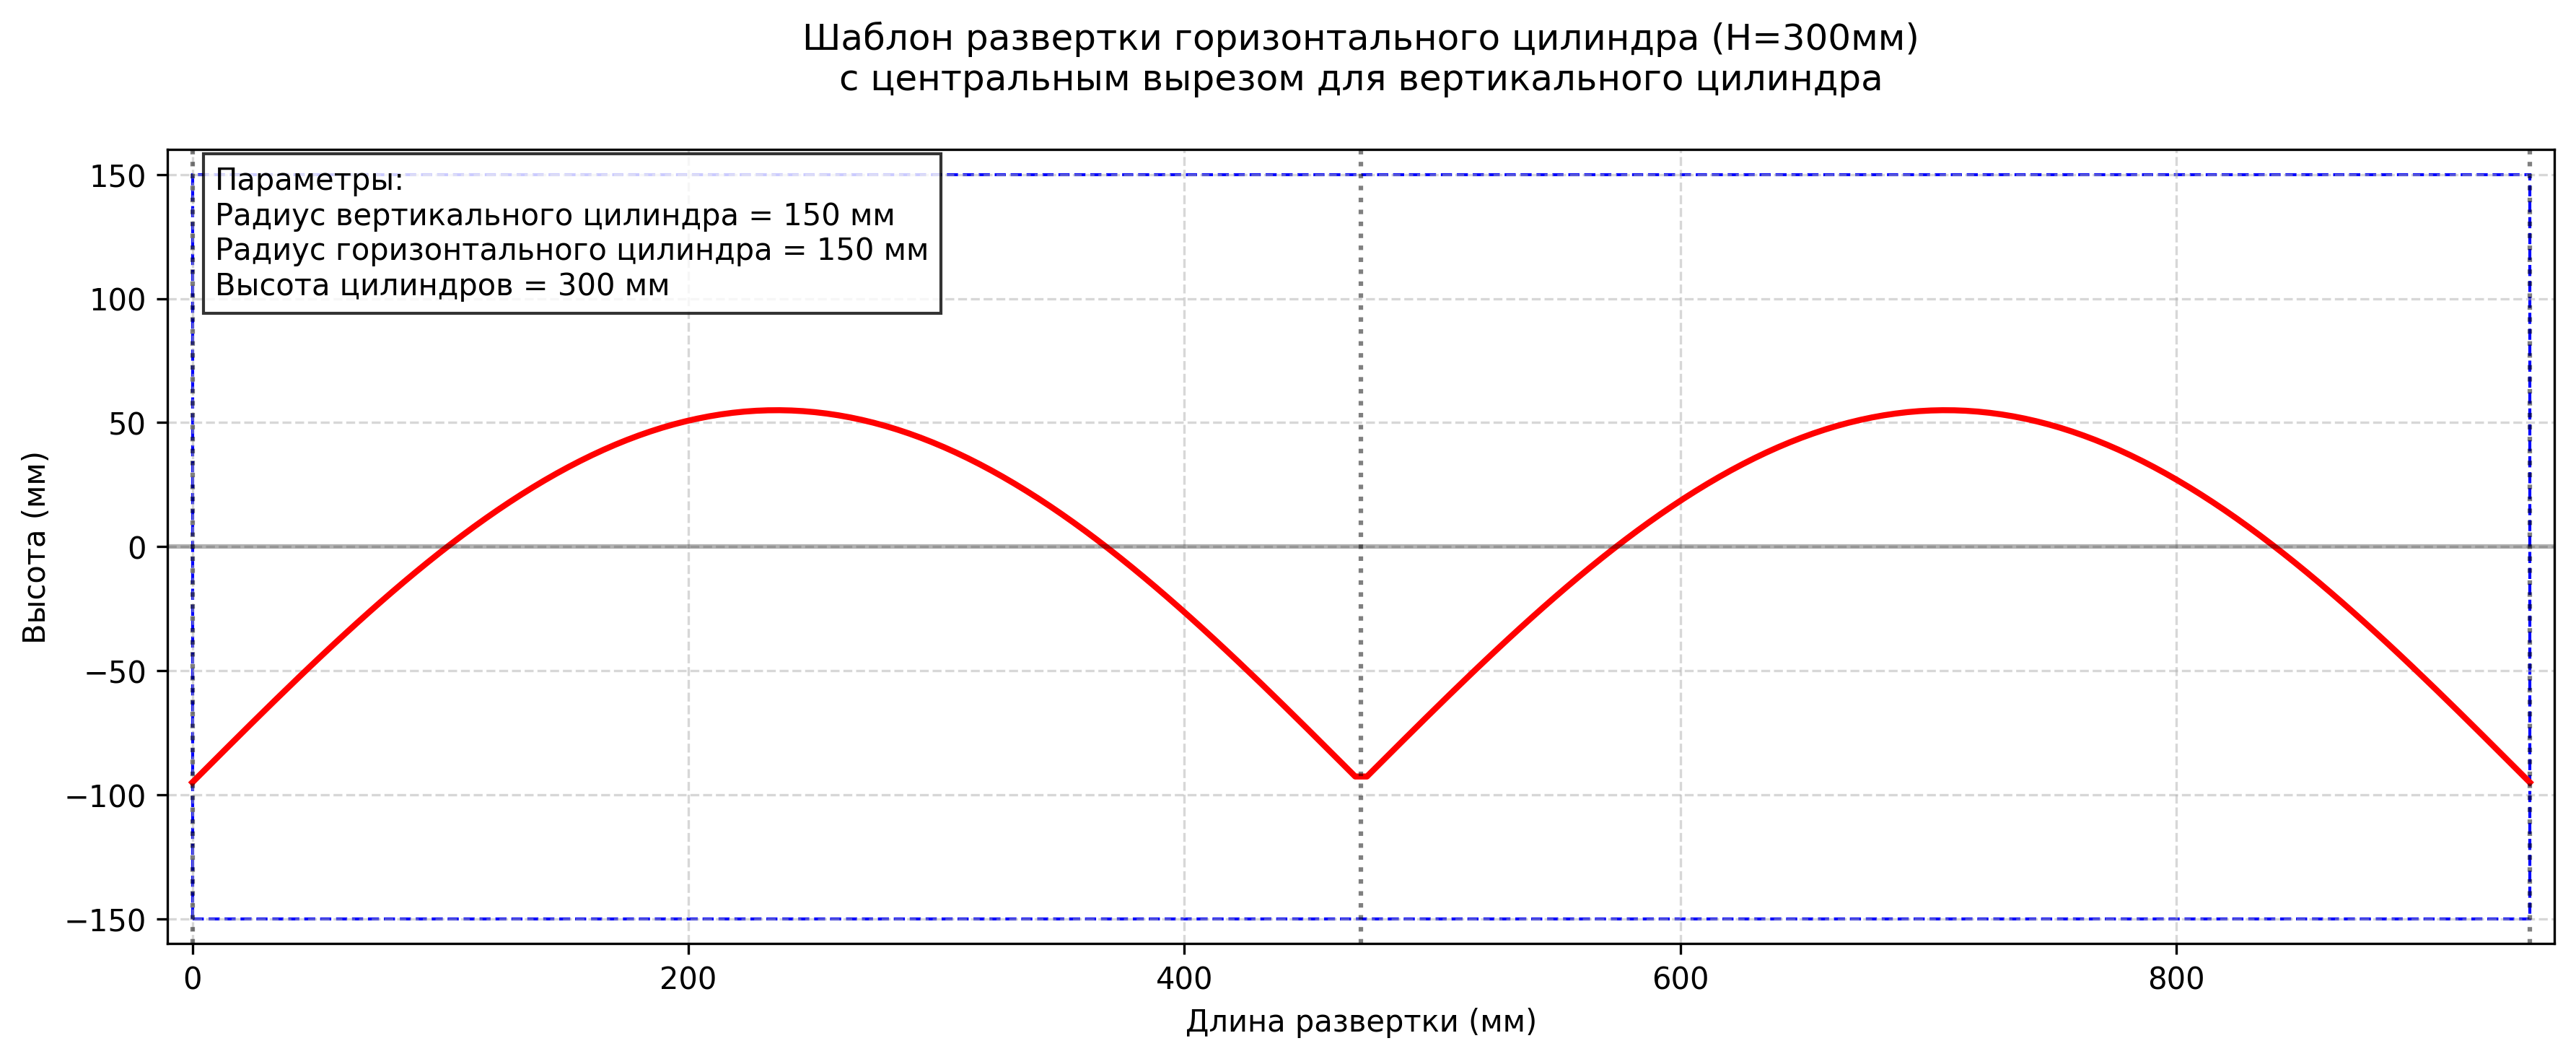 Шаблон развертки горизонтального цилиндра (H=300мм)
с центральным вырезом для вертикального цилиндра
150
100
50
0
−50
−100
−150
Высота (мм)
Параметры:
Радиус вертикального цилиндра = 150 мм
Радиус горизонтального цилиндра = 150 мм
Высота цилиндров = 300 мм
0
200
400
600
800
Длина развертки (мм)